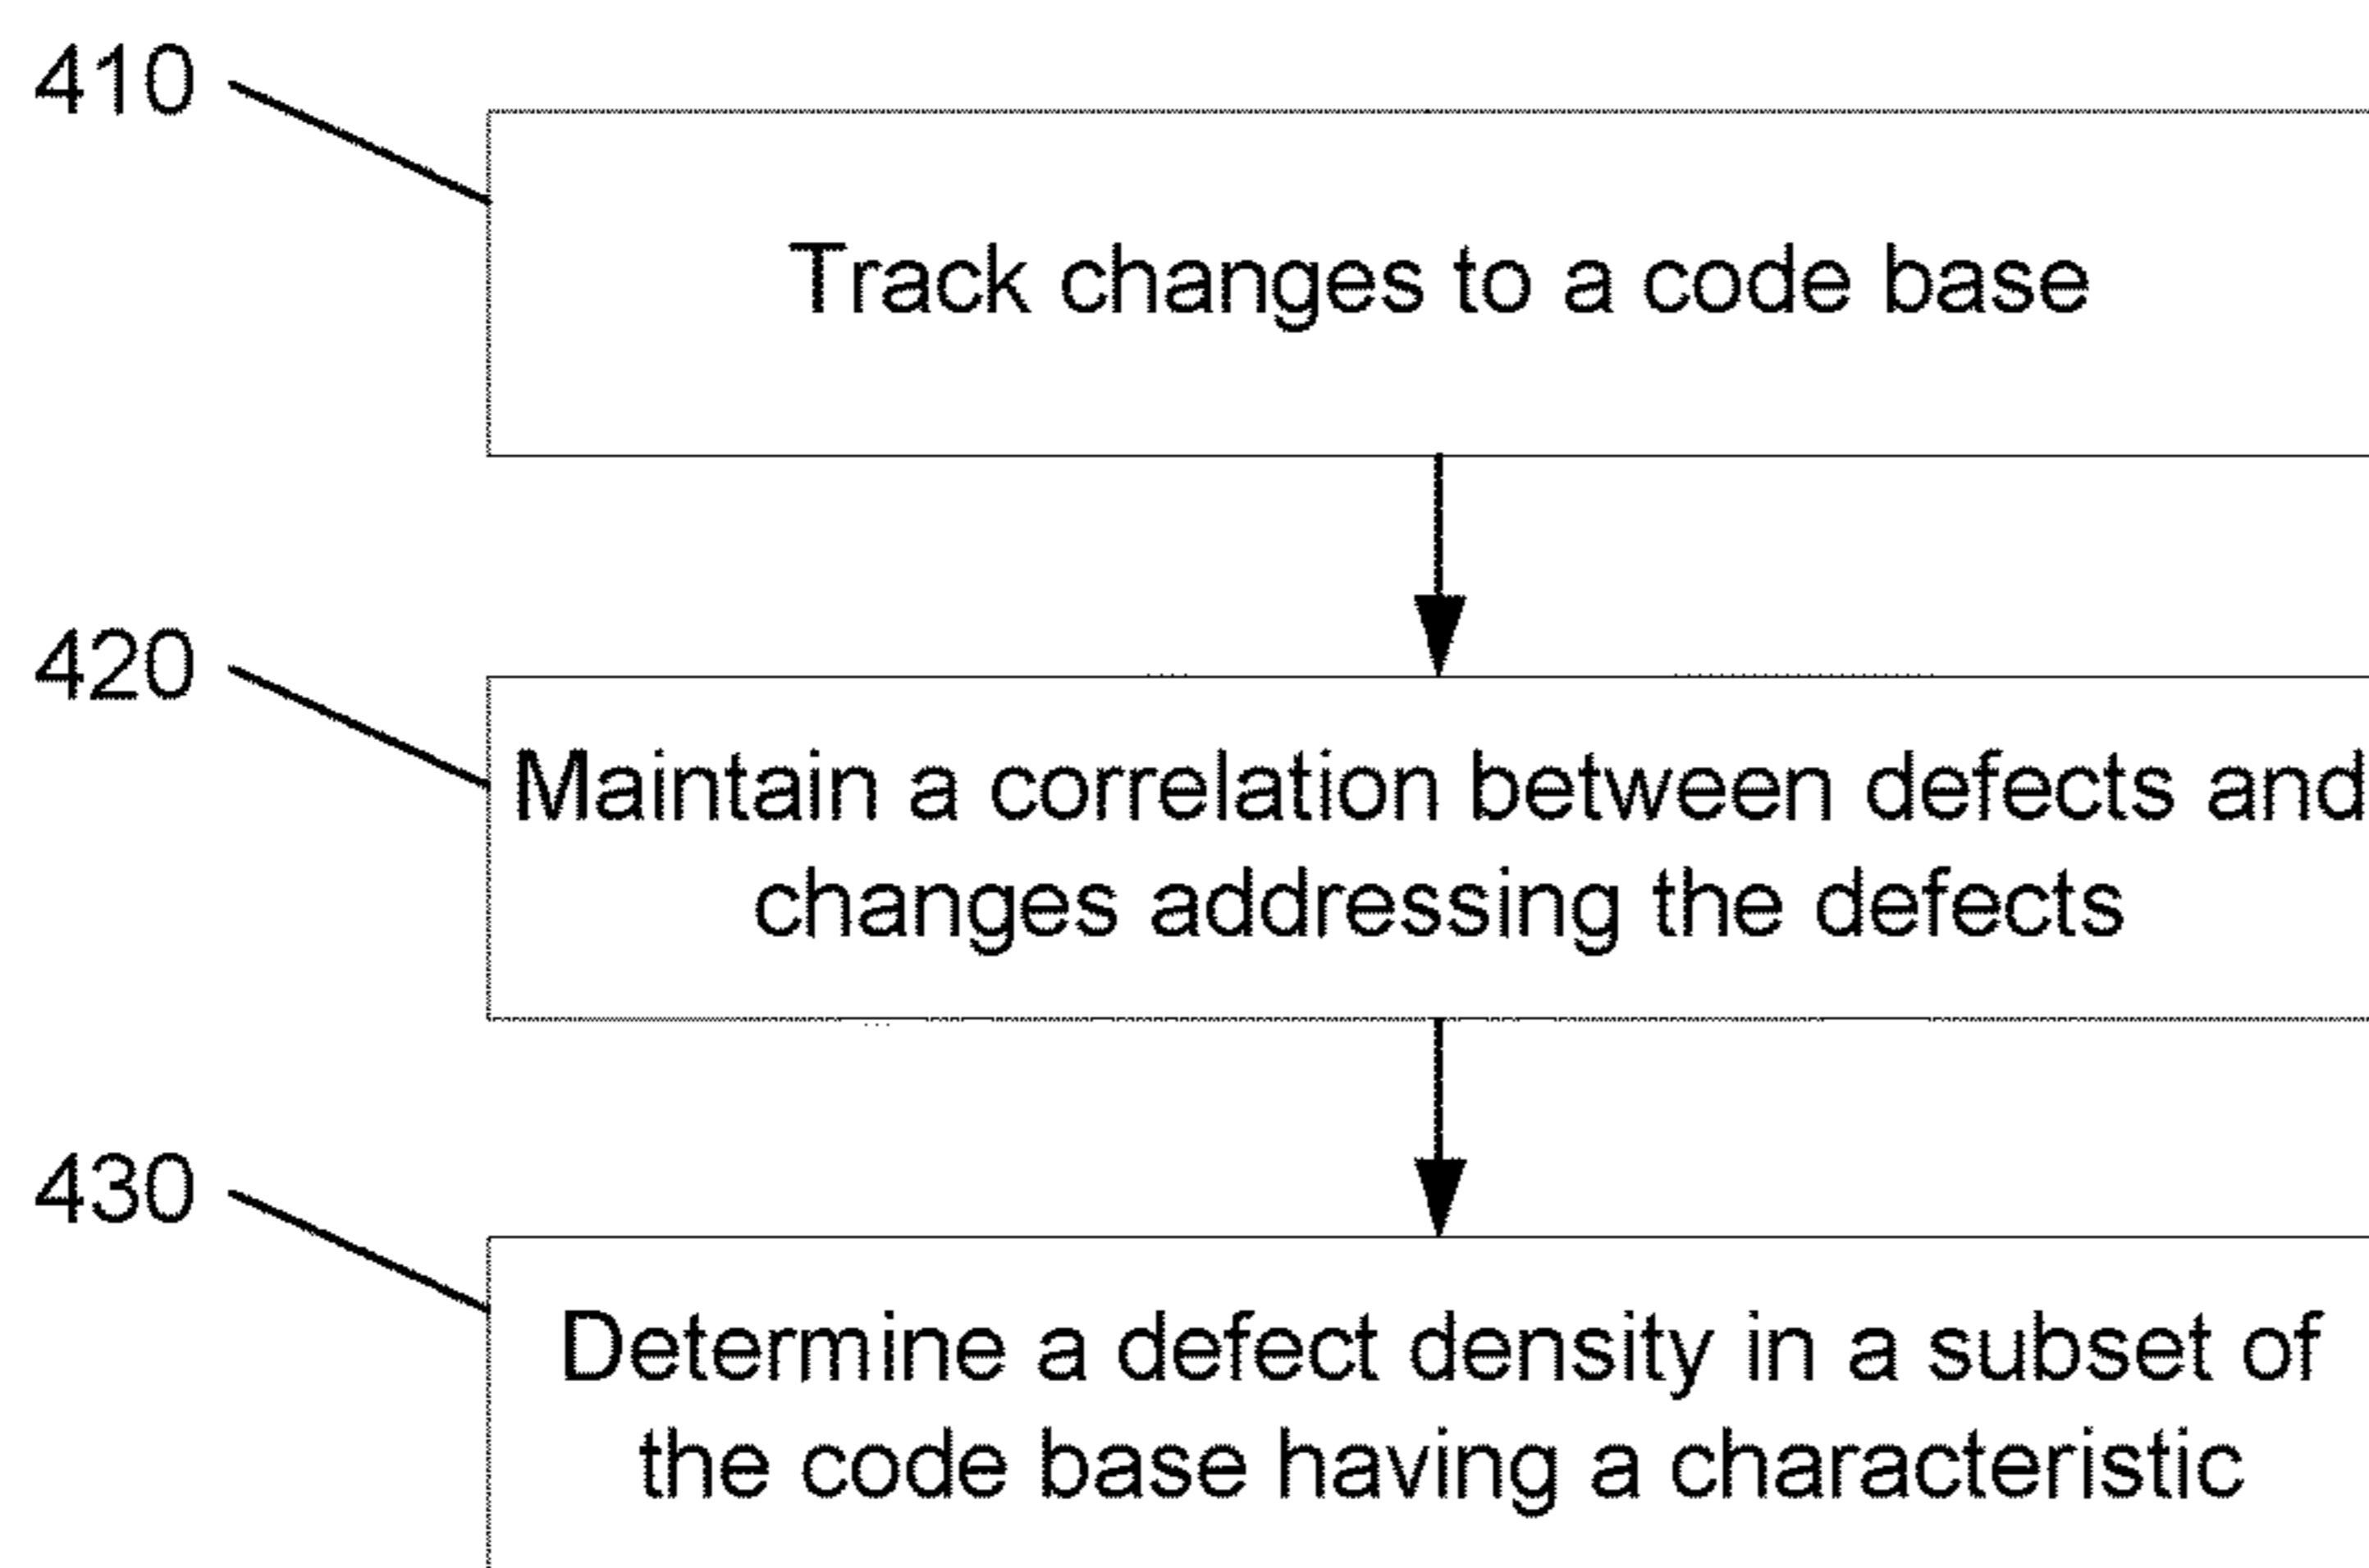 410
Track changes to a code base
420
Maintain a correlation between defects and
changes addressing the defects
430
Determine a defect density in a subset of
the code base having a characteristic